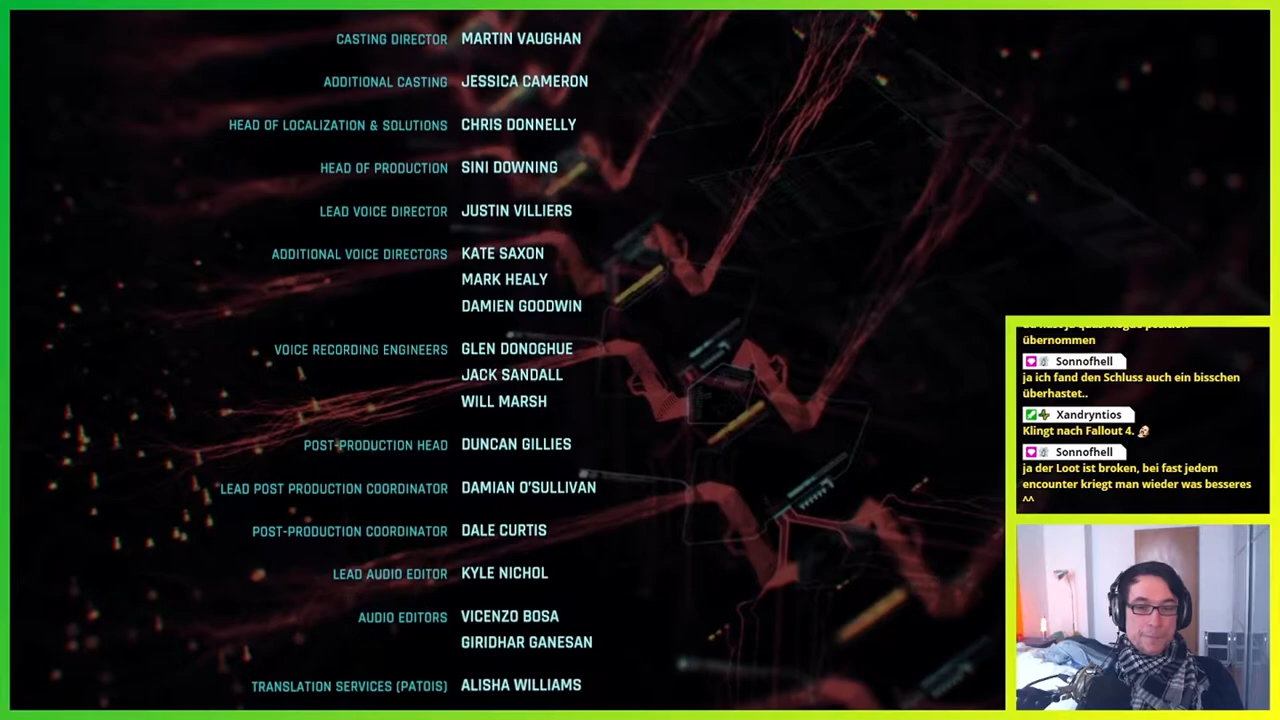 CASTING DIRECTOR MARTIN VAUGHAN
ADDITIONAL CASTING JESSICA CAMERON
HEAD OF LOCALIZATION & SOLUTIONS CHRIS DONNELLY
HEAD OF PRODUCTION SINI DOWNING
LEAD VOICE DIRECTOR JUSTIN VILLIERS
ADDITIONAL VOICE DIRECTORS KATE SAXON
MARK HEALY
DAMIEN GOODWIN
VOICE RECORDING ENGINEERS GLEN DONOGHUE
JACK SANDALL
WILL MARSH
POST-PRODUCTION HEAD DUNCAN GILLIES
LEAD POST PRODUCTION COORDINATOR DAMIAN O'SULLIVAN
POST-PRODUCTION COORDINATOR DALE CURTIS
LEAD AUDIO EDITOR KYLE NICHOL
AUDIO EDITORS VICENZO BOSA
GIRIDHAR GANESAN
TRANSLATION SERVICES (PATOIS) ALISHA WILLIAMS
übernommen
Sonnofhell
ja ich fand den Schluss auch ein bisschen
überhastet..
Xandryntios
Klingt nach Fallout 4.
Sonnofhell
ja der Loot ist broken, bei fast jedem
encounter kriegt man wieder was besseres
^^